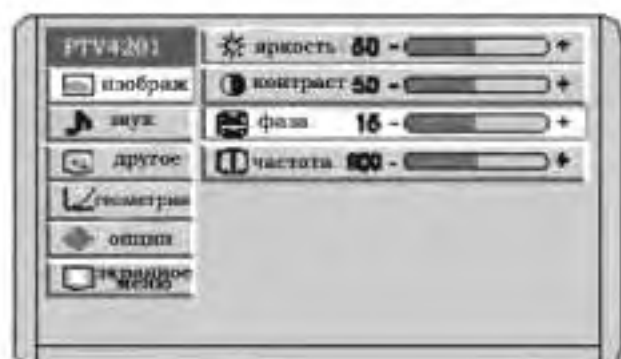 PTV4201
изображ
звук
другое
геометрия
опции
экранное
меню
яркость 50 - +
контраст 50 - +
фаза 16 - +
частота 800 - +